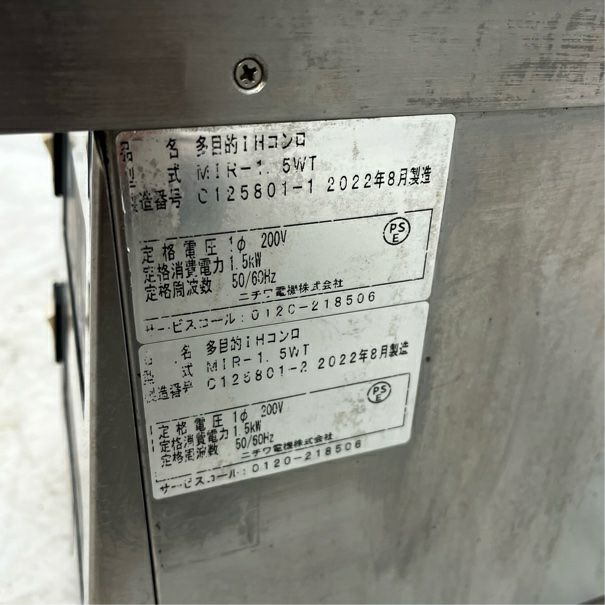 品 名 多目的IHコンロ
型 式 MIR-1.5WT
製造番号 C125801-1 2022年8月製造
定格電圧 1φ 200V
定格消費電力 1.5kW
定格周波数 50/60Hz
PS
E
ニチワ電機株式会社
サービスコール:0120-218506
名 多目的IHコンロ
式 MIR-1.5WT
製造番号 C125801-2 2022年8月製造
定格電圧 1φ 200V
定格消費電力 1.5kW
定格周波数 50/60Hz
PS
E
ニチワ電機株式会社
サービスコール:0120-218506